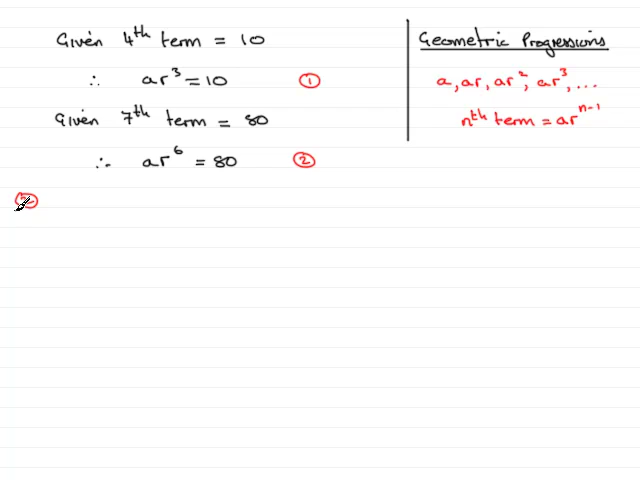 Given 4th term = 10
∴ ar³ = 10 ①
Given 7th term = 80
∴ ar⁶ = 80 ②
②
Geometric Progressions
a, ar, ar², ar³, ...
nth term = arⁿ⁻¹